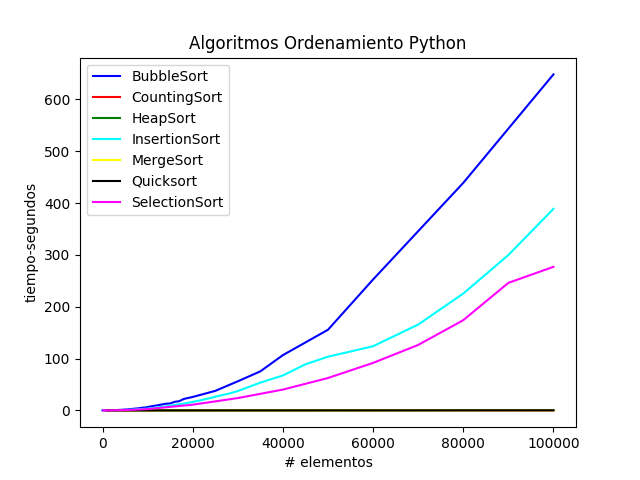 Algoritmos Ordenamiento Python
BubbleSort
CountingSort
HeapSort
InsertionSort
MergeSort
Quicksort
SelectionSort
tiempo-segundos
600
500
400
300
200
100
0
0 20000 40000 60000 80000 100000
# elementos